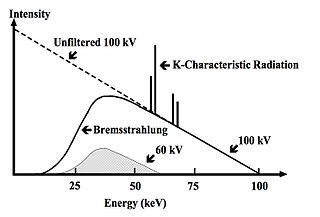 Intensity
Unfiltered 100 kV
K-Characteristic Radiation
Bremsstrahlung
60 kV
100 kV
25 50 75 100
Energy (keV)